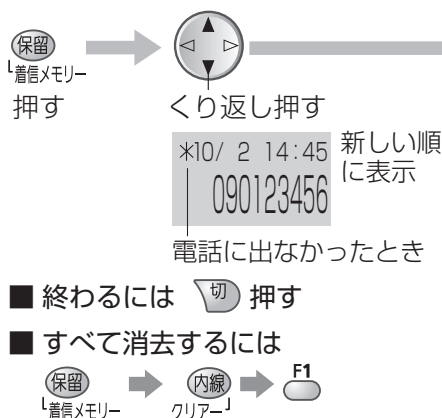 保留
着信メモリー
押す
くり返し押す
*10/ 2 14:45
090123456
新しい順
に表示
電話に出なかったとき
■ 終わるには 切 押す
■ すべて消去するには
保留 内線 F1
着信メモリー クリアー